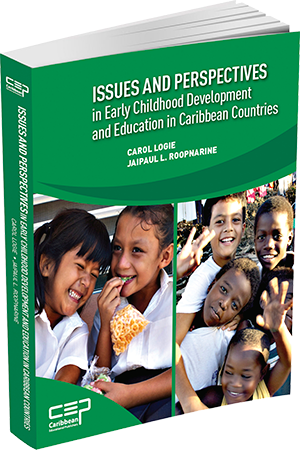 ISSUES AND PERSPECTIVES
in Early Childhood Development
and Education in Caribbean Countries
CAROL LOGIE
JAIPAUL L. ROOPNARINE
CEP
Caribbean
CEP
ISSUES AND PERSPECTIVES IN EARLY CHILDHOOD DEVELOPMENT AND EDUCATION IN CARIBBEAN COUNTRIES
CAROL LOGIE • JAIPAUL L. ROOPNARINE
Caribbean